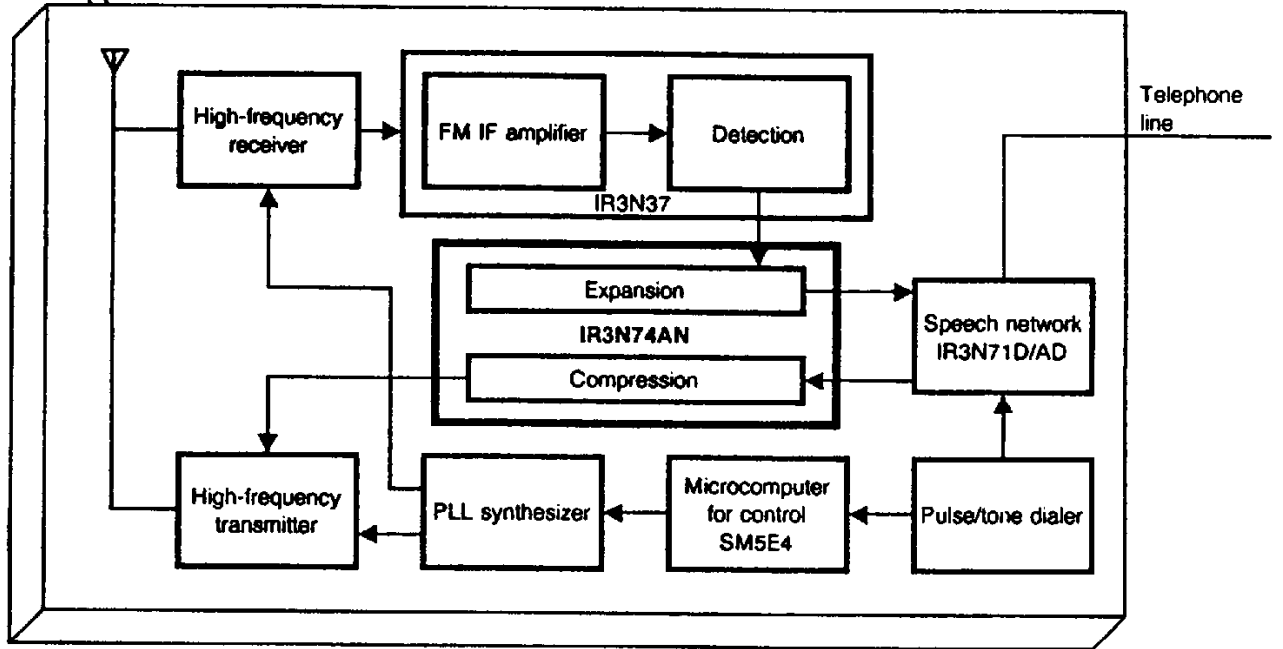 Telephone
line
High-frequency
receiver
FM IF amplifier
Detection
IR3N37
Expansion
IR3N74AN
Compression
Speech network
IR3N71D/AD
High-frequency
transmitter
PLL synthesizer
Microcomputer
for control
SM5E4
Pulse/tone dialer